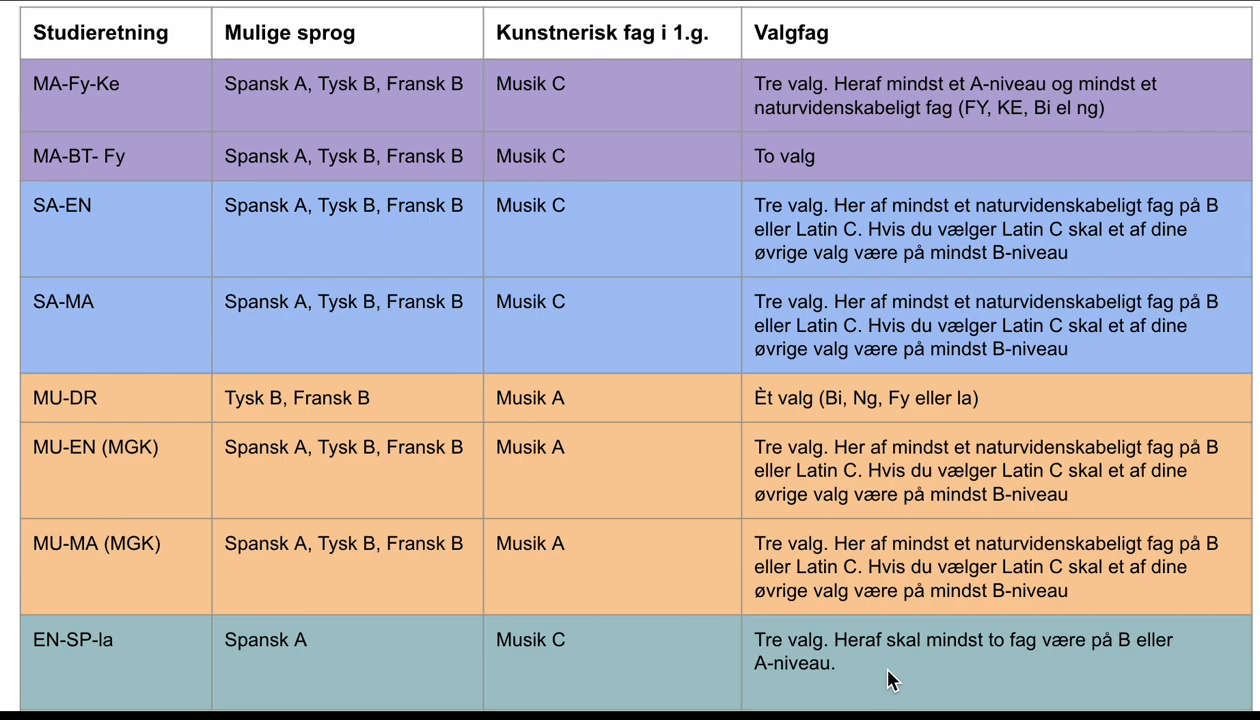 Studieretning Mulige sprog Kunstnerisk fag i 1.g. Valgfag
MA-Fy-Ke Spansk A, Tysk B, Fransk B Musik C Tre valg. Heraf mindst et A-niveau og mindst et
naturvidenskabeligt fag (FY, KE, Bi el ng)
MA-BT- Fy Spansk A, Tysk B, Fransk B Musik C To valg
SA-EN Spansk A, Tysk B, Fransk B Musik C Tre valg. Her af mindst et naturvidenskabeligt fag på B
eller Latin C. Hvis du vælger Latin C skal et af dine
øvrige valg være på mindst B-niveau
SA-MA Spansk A, Tysk B, Fransk B Musik C Tre valg. Her af mindst et naturvidenskabeligt fag på B
eller Latin C. Hvis du vælger Latin C skal et af dine
øvrige valg være på mindst B-niveau
MU-DR Tysk B, Fransk B Musik A Èt valg (Bi, Ng, Fy eller la)
MU-EN (MGK) Spansk A, Tysk B, Fransk B Musik A Tre valg. Her af mindst et naturvidenskabeligt fag på B
eller Latin C. Hvis du vælger Latin C skal et af dine
øvrige valg være på mindst B-niveau
MU-MA (MGK) Spansk A, Tysk B, Fransk B Musik A Tre valg. Her af mindst et naturvidenskabeligt fag på B
eller Latin C. Hvis du vælger Latin C skal et af dine
øvrige valg være på mindst B-niveau
EN-SP-la Spansk A Musik C Tre valg. Heraf skal mindst to fag være på B eller
A-niveau.